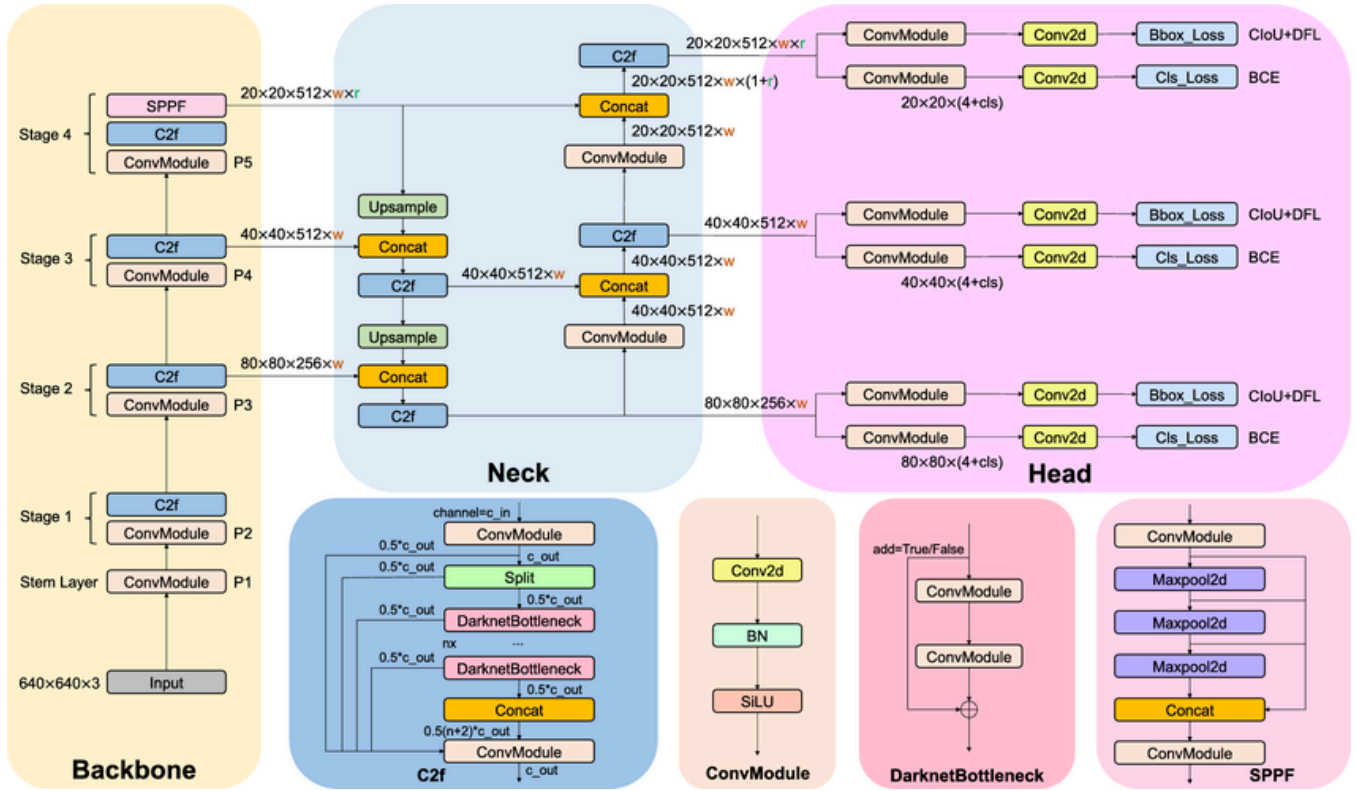 Stage 4
SPPF
C2f
ConvModule
P5
20×20×512×w×r
Stage 3
C2f
ConvModule
P4
40×40×512×w
Stage 2
C2f
ConvModule
P3
80×80×256×w
Stage 1
C2f
ConvModule
P2
Stem Layer
ConvModule
P1
640×640×3
Input
Backbone
Upsample
Concat
C2f
40×40×512×w
Upsample
Concat
C2f
C2f
20×20×512×w×r
20×20×512×w×(1+r)
Concat
20×20×512×w
ConvModule
C2f
40×40×512×w
40×40×512×w
Concat
40×40×512×w
ConvModule
80×80×256×w
Neck
ConvModule
Conv2d
Bbox_Loss
CIoU+DFL
ConvModule
Conv2d
Cls_Loss
BCE
20×20×(4+cls)
ConvModule
Conv2d
Bbox_Loss
CIoU+DFL
ConvModule
Conv2d
Cls_Loss
BCE
40×40×(4+cls)
ConvModule
Conv2d
Bbox_Loss
CIoU+DFL
ConvModule
Conv2d
Cls_Loss
BCE
80×80×(4+cls)
Head
channel=c_in
ConvModule
0.5*c_out
c_out
0.5*c_out
Split
0.5*c_out
0.5*c_out
DarknetBottleneck
nx
...
0.5*c_out
DarknetBottleneck
0.5*c_out
Concat
0.5(n+2)*c_out
ConvModule
C2f
c_out
Conv2d
BN
SiLU
ConvModule
add=True/False
ConvModule
ConvModule
DarknetBottleneck
ConvModule
Maxpool2d
Maxpool2d
Maxpool2d
Concat
ConvModule
SPPF